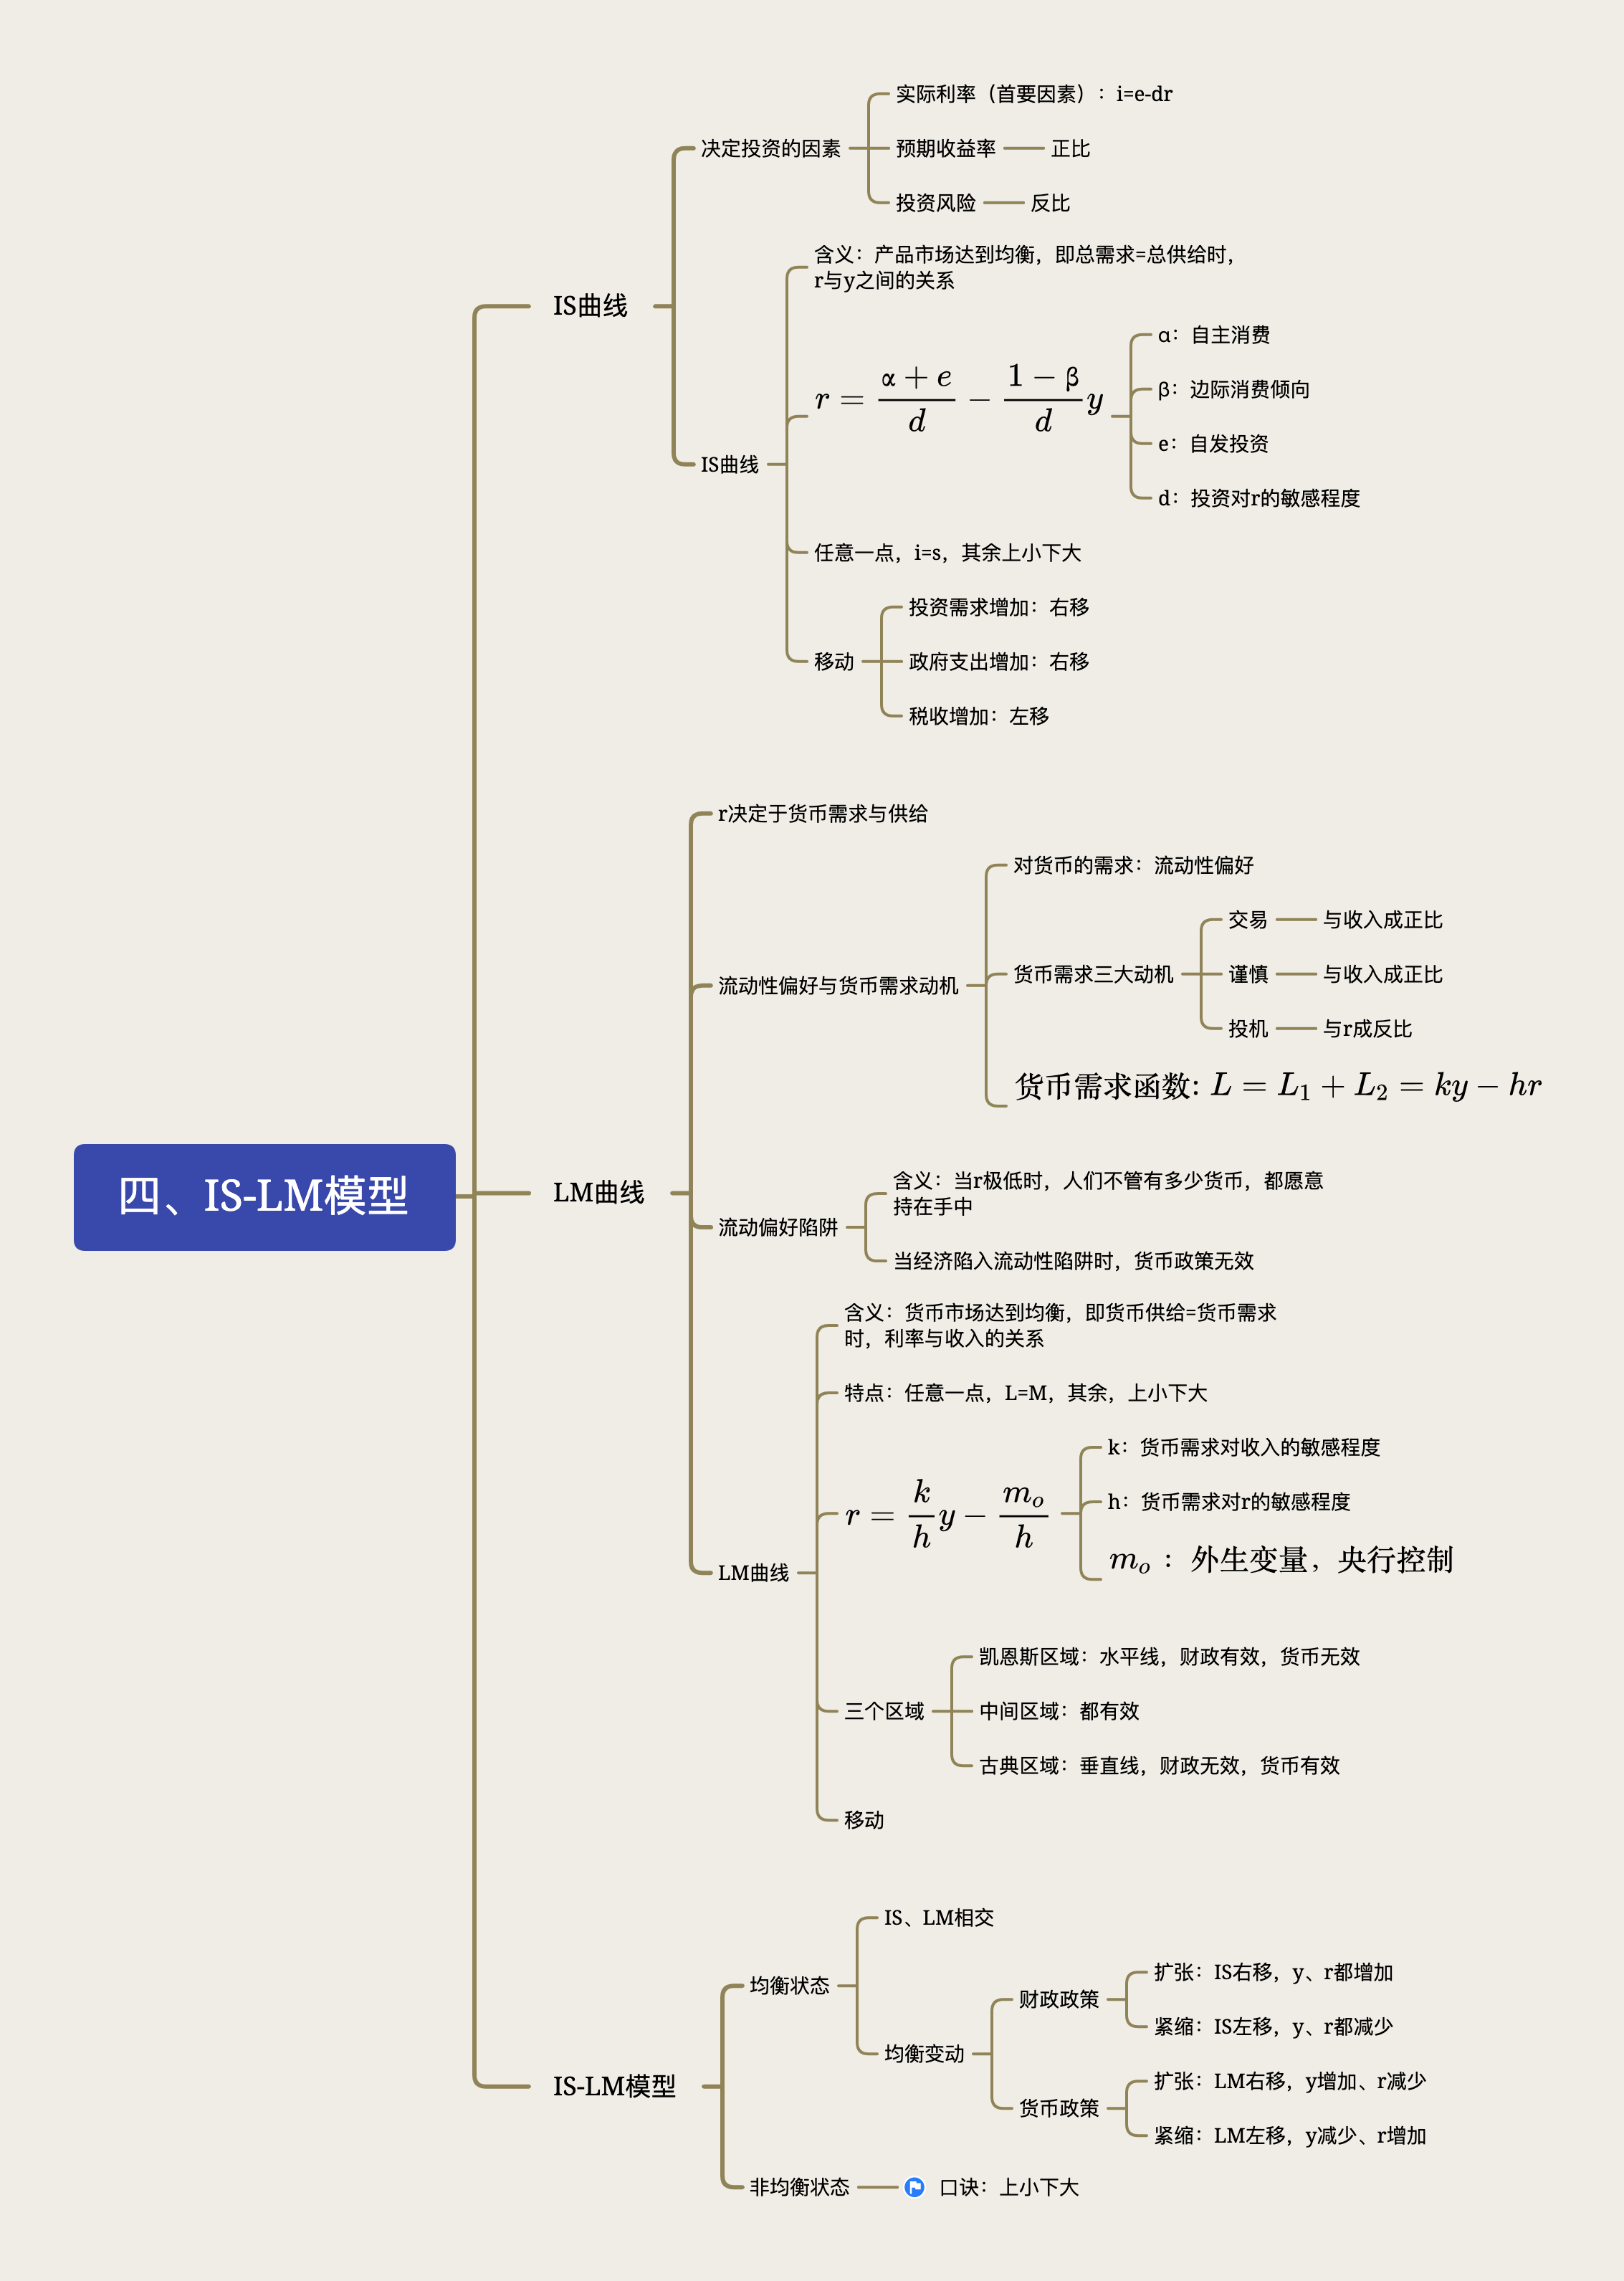 四、IS-LM模型
IS曲线
决定投资的因素
实际利率（首要因素）：i=e-dr
预期收益率
正比
投资风险
反比
IS曲线
含义：产品市场达到均衡，即总需求=总供给时，
r与y之间的关系
r = \frac{α + e}{d} - \frac{1 - β}{d} y
α：自主消费
β：边际消费倾向
e：自发投资
d：投资对r的敏感程度
任意一点，i=s，其余上小下大
移动
投资需求增加：右移
政府支出增加：右移
税收增加：左移
LM曲线
r决定于货币需求与供给
流动性偏好与货币需求动机
对货币的需求：流动性偏好
货币需求三大动机
交易
与收入成正比
谨慎
与收入成正比
投机
与r成反比
货币需求函数: L = L_1 + L_2 = ky - hr
流动偏好陷阱
含义：当r极低时，人们不管有多少货币，都愿意
持在手中
当经济陷入流动性陷阱时，货币政策无效
LM曲线
含义：货币市场达到均衡，即货币供给=货币需求
时，利率与收入的关系
特点：任意一点，L=M，其余，上小下大
r = \frac{k}{h} y - \frac{m_o}{h}
k：货币需求对收入的敏感程度
h：货币需求对r的敏感程度
m_o：外生变量，央行控制
三个区域
凯恩斯区域：水平线，财政有效，货币无效
中间区域：都有效
古典区域：垂直线，财政无效，货币有效
移动
IS-LM模型
均衡状态
IS、LM相交
均衡变动
财政政策
扩张：IS右移，y、r都增加
紧缩：IS左移，y、r都减少
货币政策
扩张：LM右移，y增加、r减少
紧缩：LM左移，y减少、r增加
非均衡状态
口诀：上小下大